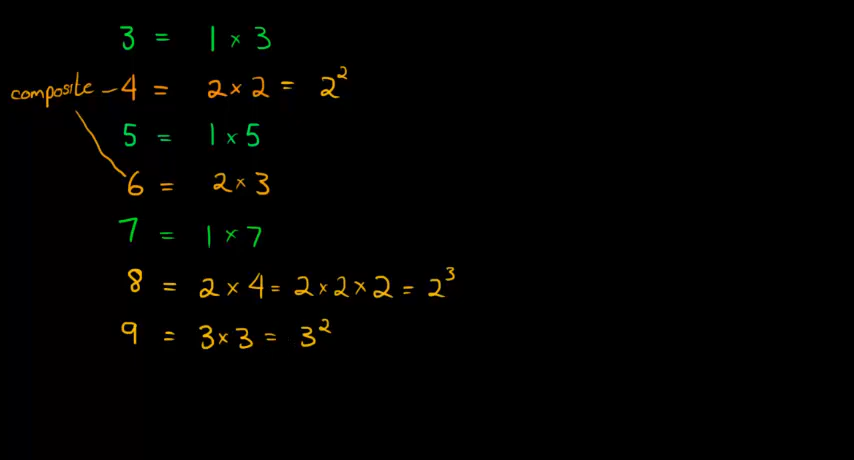 3 = 1 × 3
composite - 4 = 2 × 2 = 2²
5 = 1 × 5
6 = 2 × 3
7 = 1 × 7
8 = 2 × 4 = 2 × 2 × 2 = 2³
9 = 3 × 3 = 3²